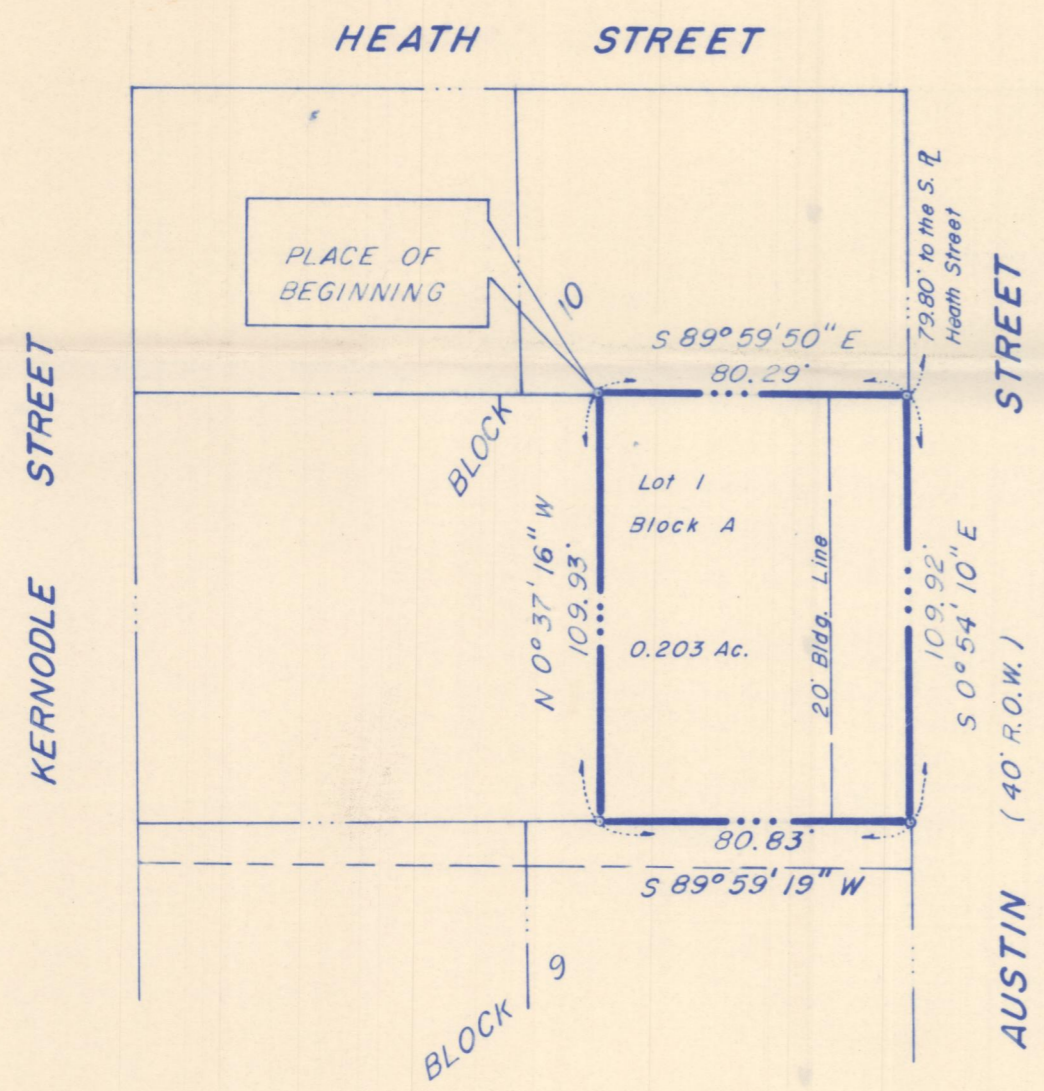 HEATH STREET
PLACE OF
BEGINNING
10
BLOCK
S 89° 59' 50" E
80.29'
79.80' to the S. PL
Heath Street
KERNODLE STREET
Lot 1
Block A
0.203 Ac.
N 0° 37' 16" W
109.93'
20' Bldg. Line
109.92'
S 0° 54' 10" E
AUSTIN (40' R.O.W.) STREET
80.83'
S 89° 59' 19" W
9
BLOCK